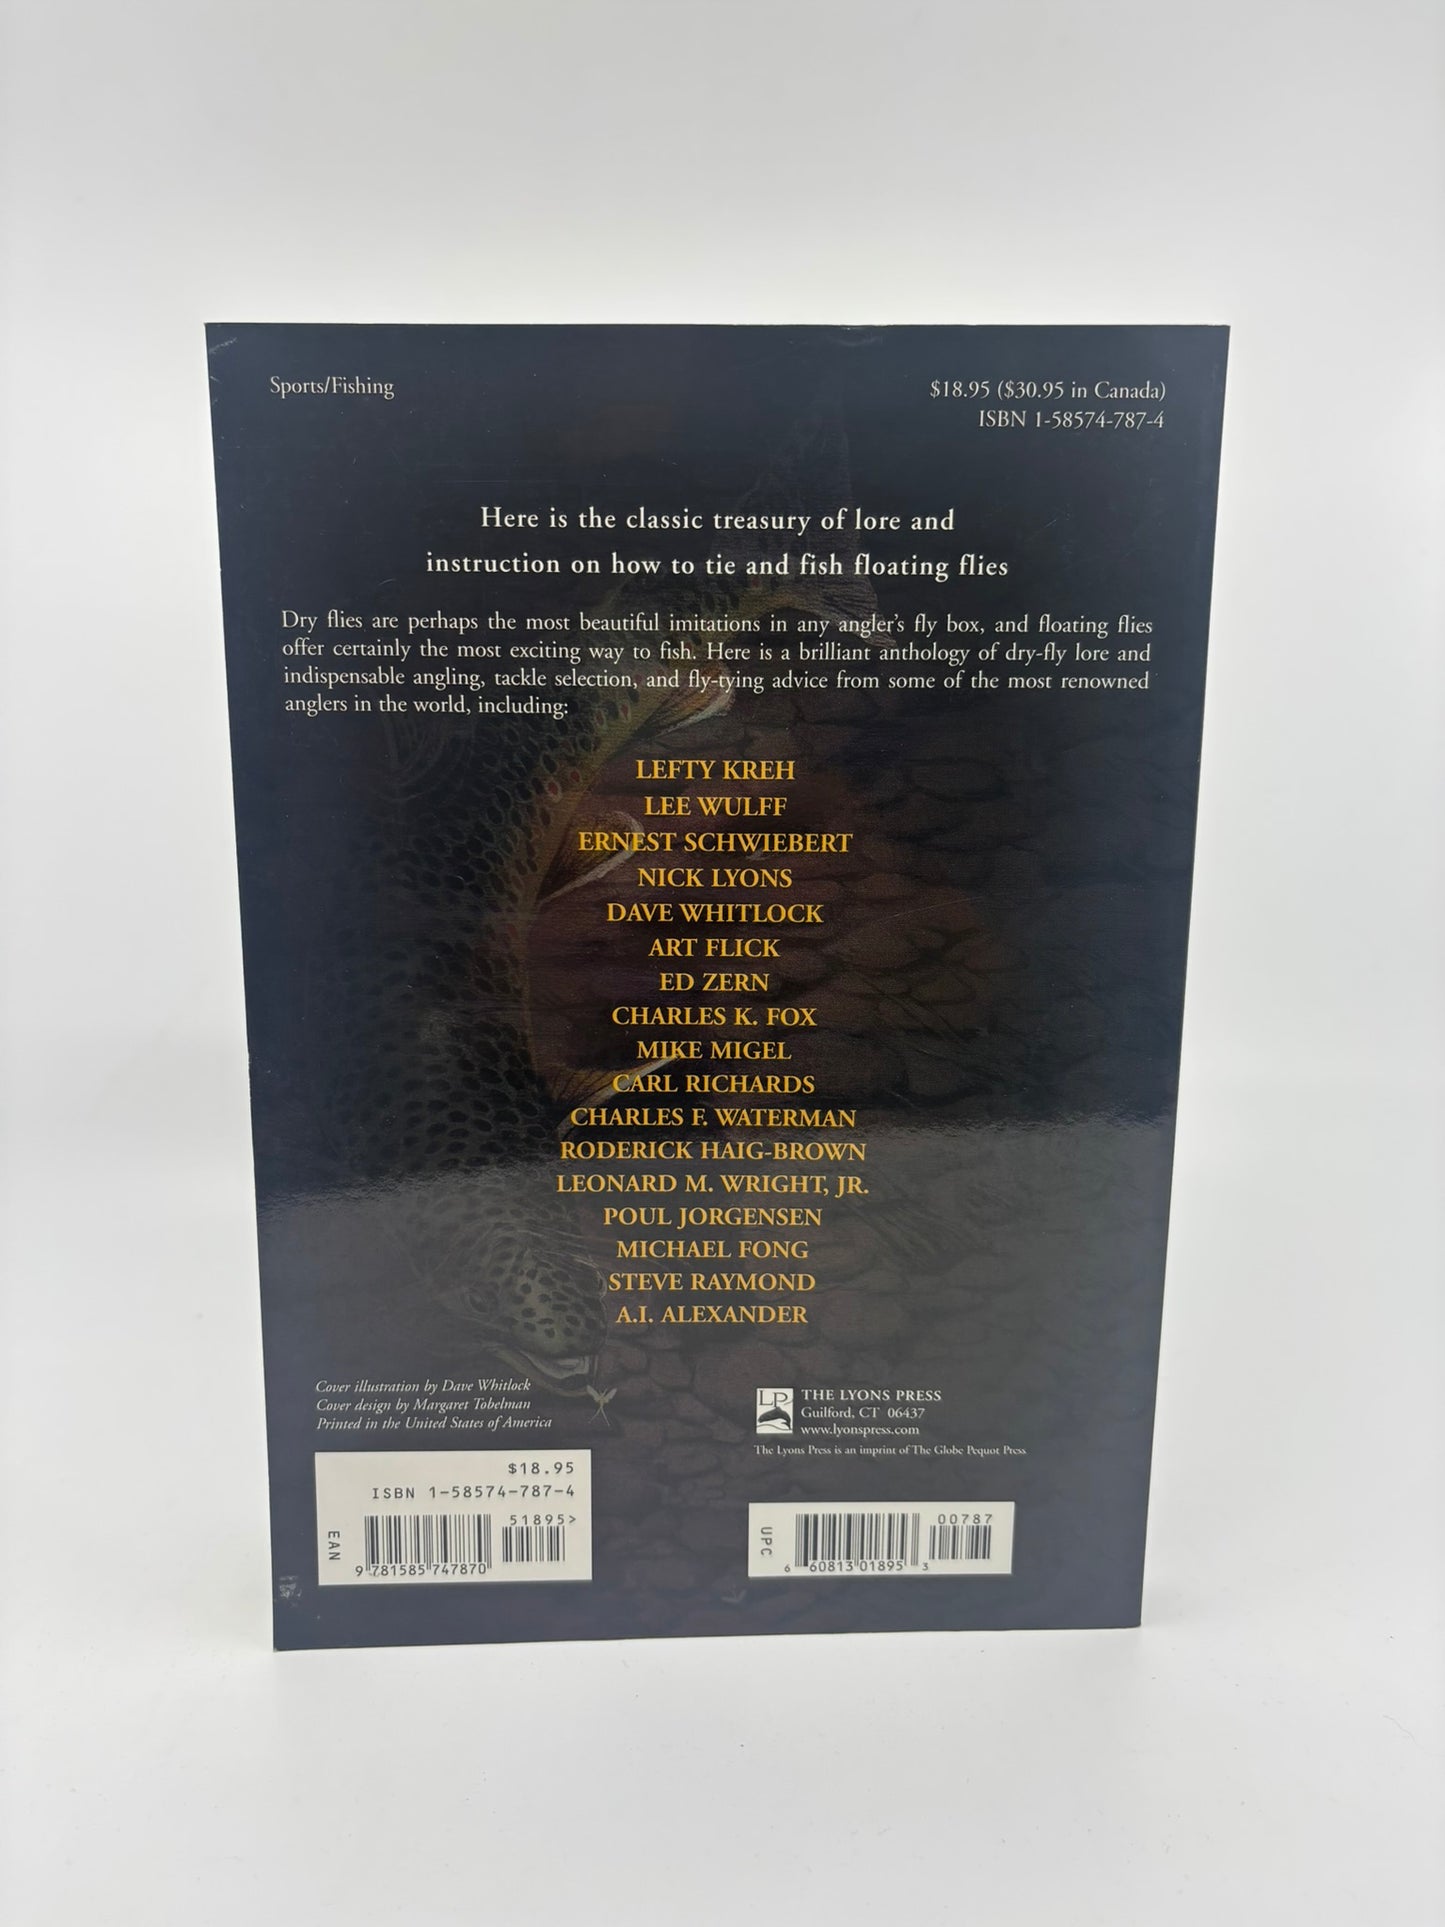 Sports/Fishing
$18.95 ($30.95 in Canada)
ISBN 1-58574-787-4
Here is the classic treasury of lore and
instruction on how to tie and fish floating flies
Dry flies are perhaps the most beautiful imitations in any angler's fly box, and floating flies
offer certainly the most exciting way to fish. Here is a brilliant anthology of dry-fly lore and
indispensable angling, tackle selection, and fly-tying advice from some of the most renowned
anglers in the world, including:
LEFTY KREH
LEE WULFF
ERNEST SCHWIEBERT
NICK LYONS
DAVE WHITLOCK
ART FLICK
ED ZERN
CHARLES K. FOX
MIKE MIGEL
CARL RICHARDS
CHARLES F. WATERMAN
RODERICK HAIG-BROWN
LEONARD M. WRIGHT, JR.
POUL JORGENSEN
MICHAEL FONG
STEVE RAYMOND
A.I. ALEXANDER
Cover illustration by Dave Whitlock
Cover design by Margaret Tobelman
Printed in the United States of America
LP
THE LYONS PRESS
Guilford, CT 06437
www.lyonspress.com
The Lyons Press is an imprint of The Globe Pequot Press
$18.95
ISBN 1-58574-787-4
51895>
EAN
9 781585 747870
00787
UPC
6 60813 01895 3